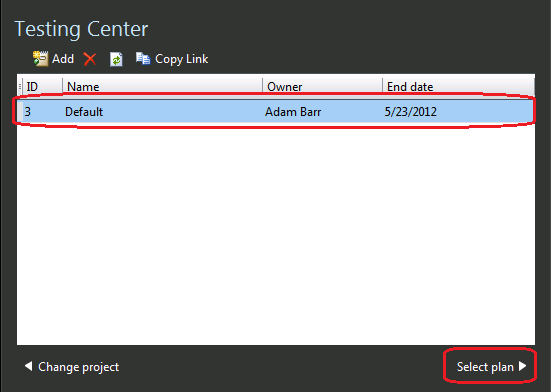 Testing Center
Add Copy Link
ID Name Owner End date
3 Default Adam Barr 5/23/2012
Change project Select plan